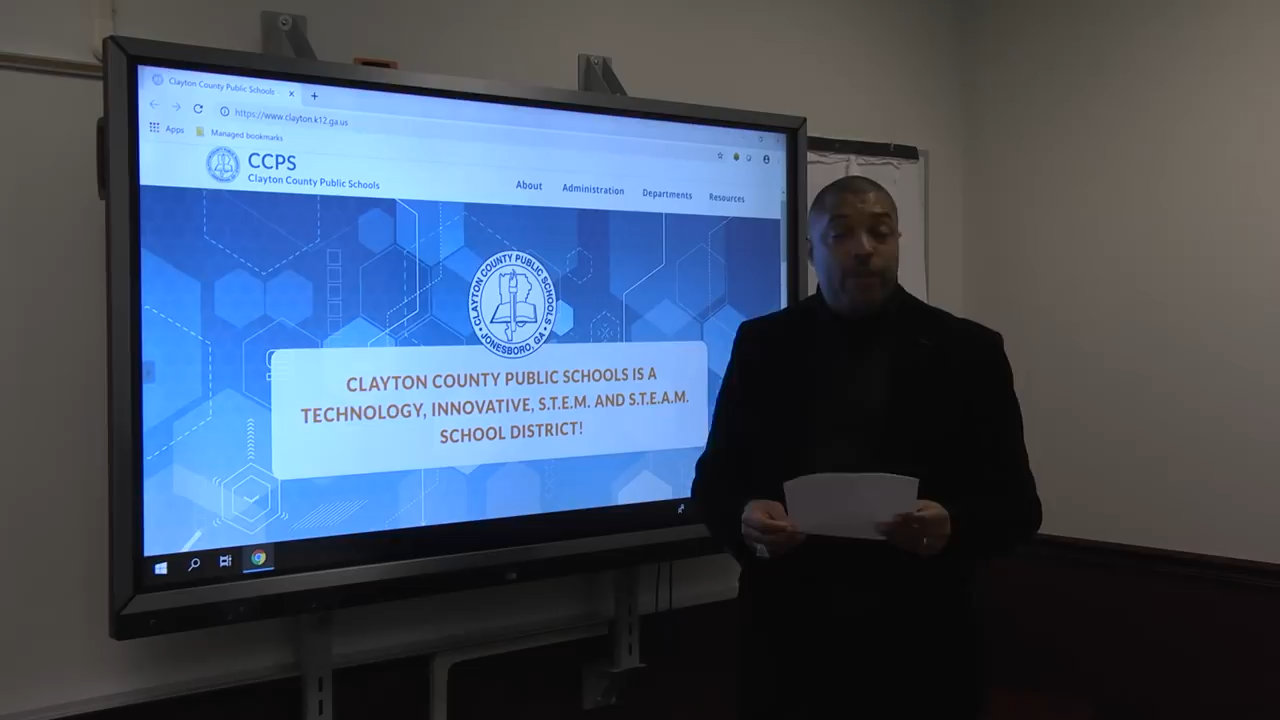 Clayton County Public Schools
https://www.clayton.k12.ga.us
Apps
Managed bookmarks
CCPS
Clayton County Public Schools
About
Administration
Departments
Resources
CLAYTON COUNTY PUBLIC SCHOOLS
JONESBORO, GA.
CLAYTON COUNTY PUBLIC SCHOOLS IS A
TECHNOLOGY, INNOVATIVE, S.T.E.M. AND S.T.E.A.M.
SCHOOL DISTRICT!